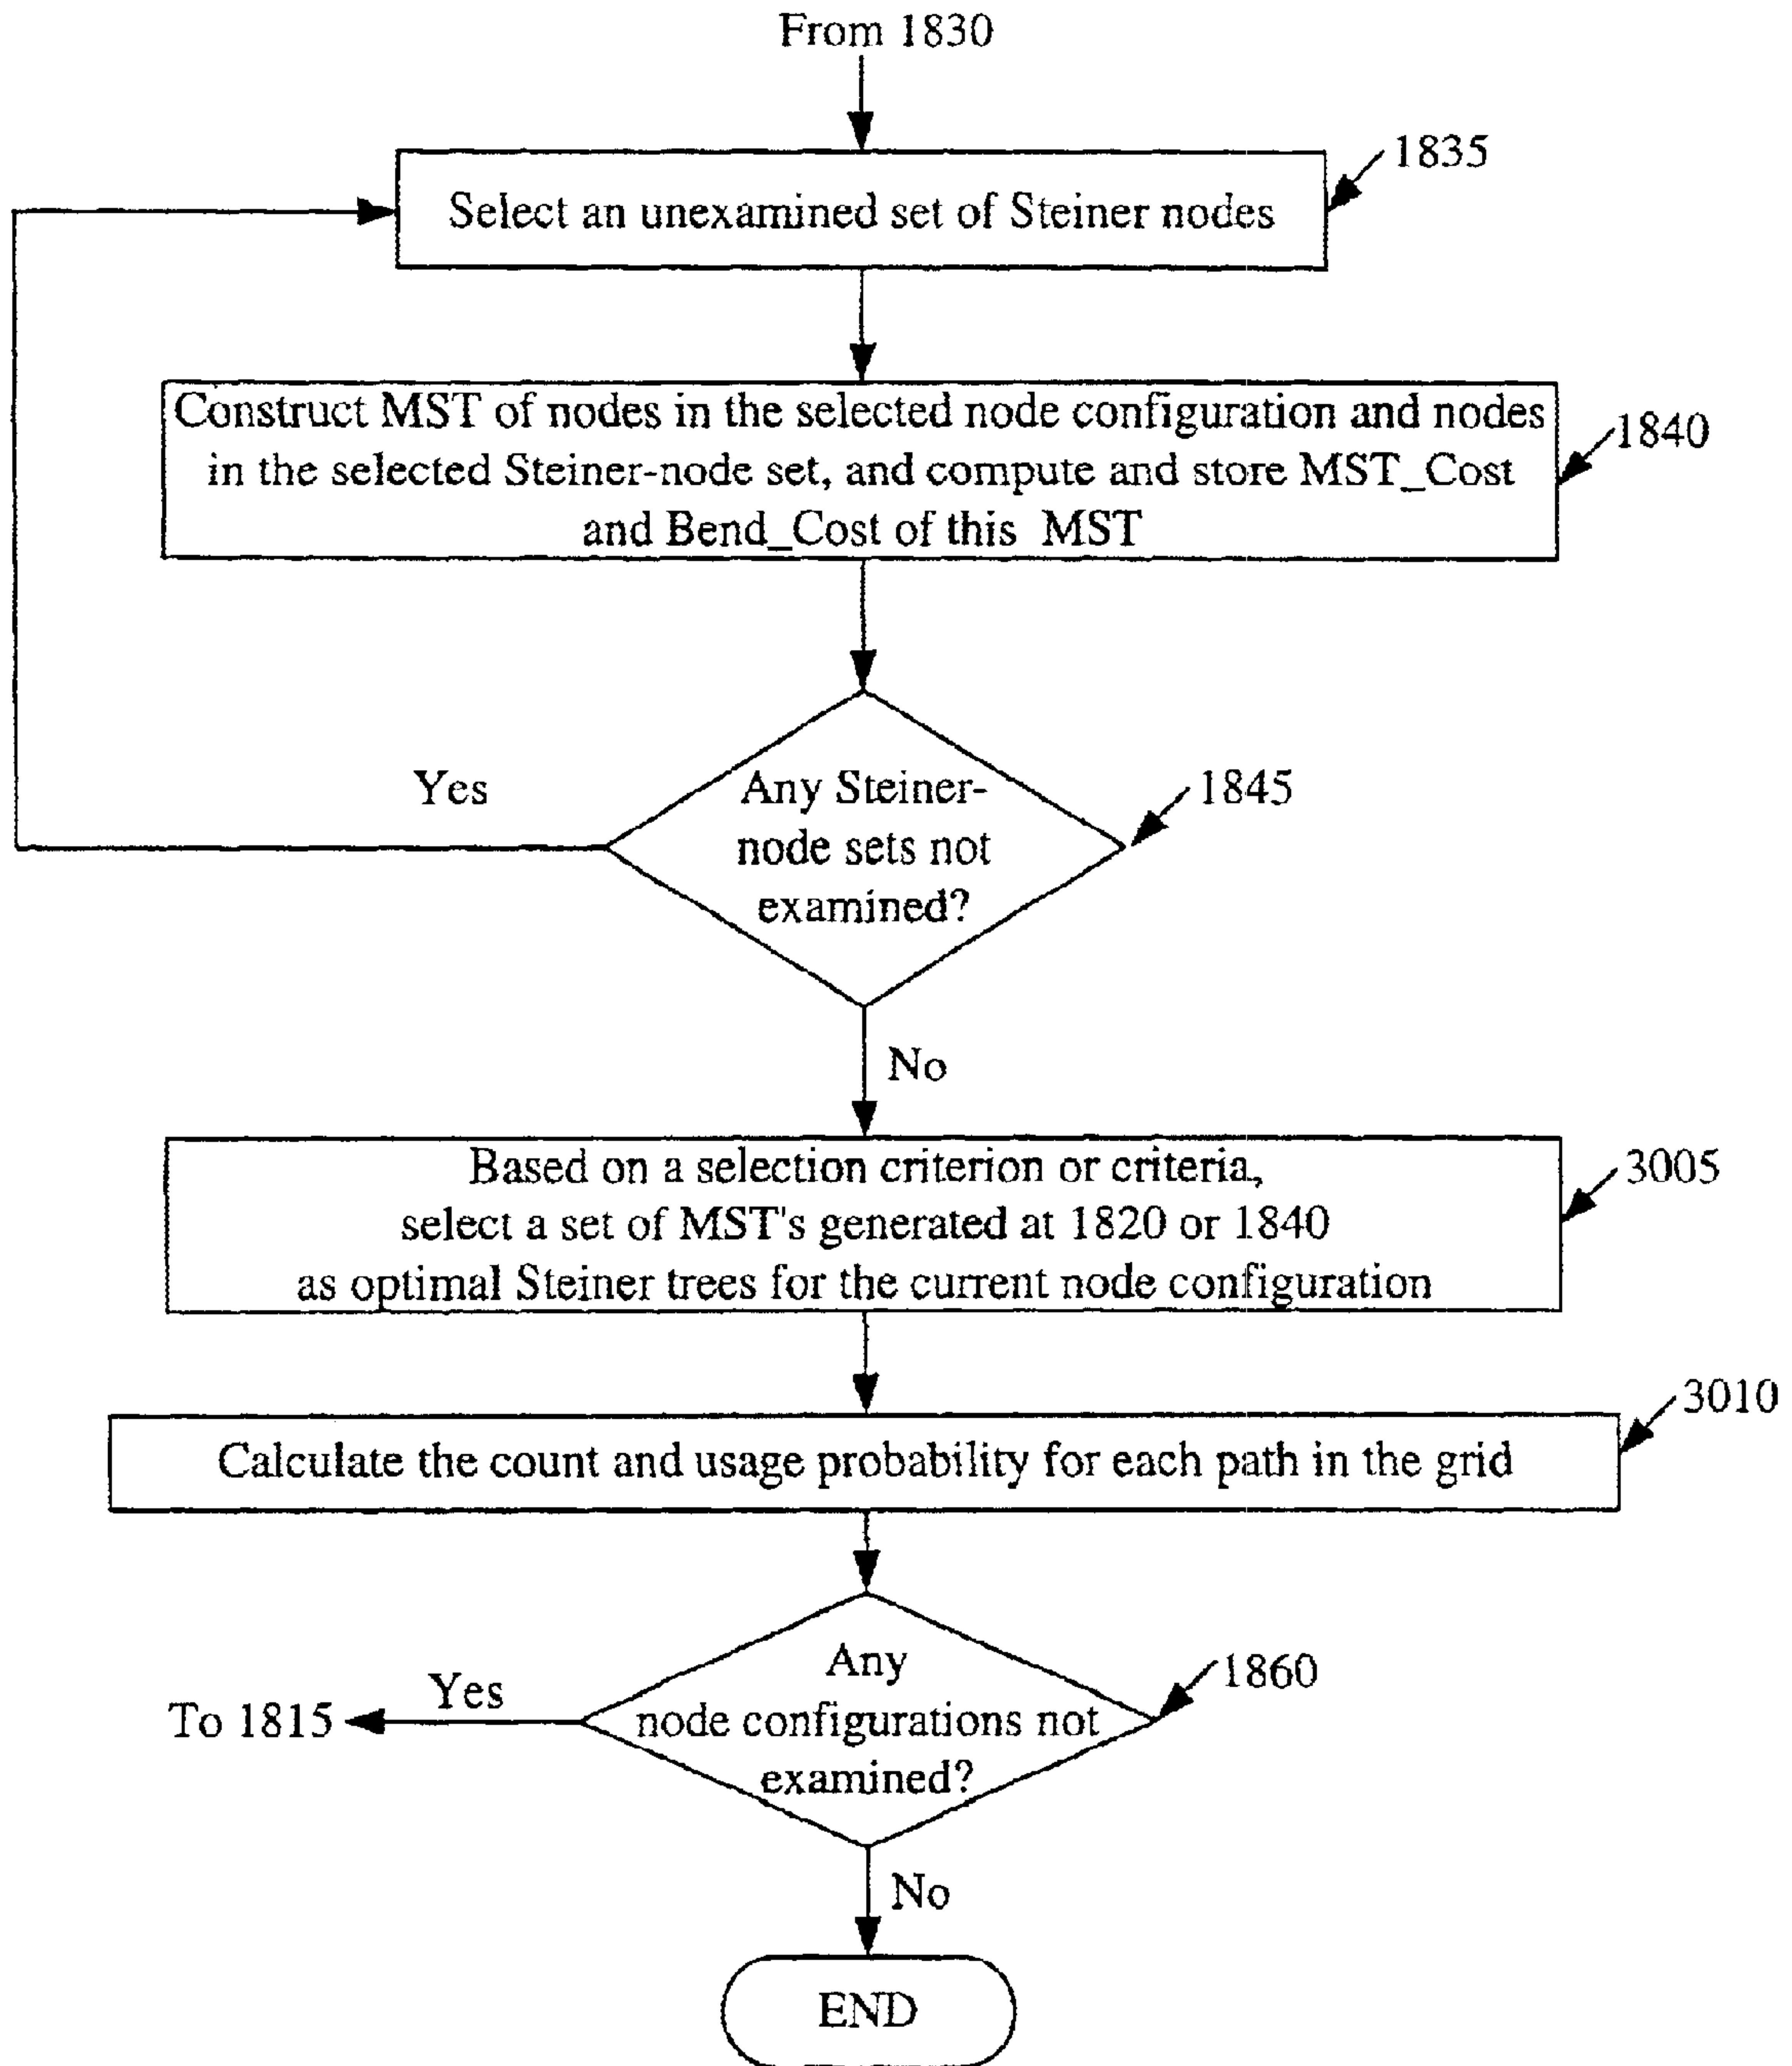 From 1830
1835
Select an unexamined set of Steiner nodes
Construct MST of nodes in the selected node configuration and nodes
in the selected Steiner-node set, and compute and store MST_Cost
and Bend_Cost of this MST
1840
Yes
Any Steiner-
node sets not
examined?
1845
No
Based on a selection criterion or criteria,
select a set of MST's generated at 1820 or 1840
as optimal Steiner trees for the current node configuration
3005
3010
Calculate the count and usage probability for each path in the grid
Any
node configurations not
examined?
1860
Yes
To 1815
No
END